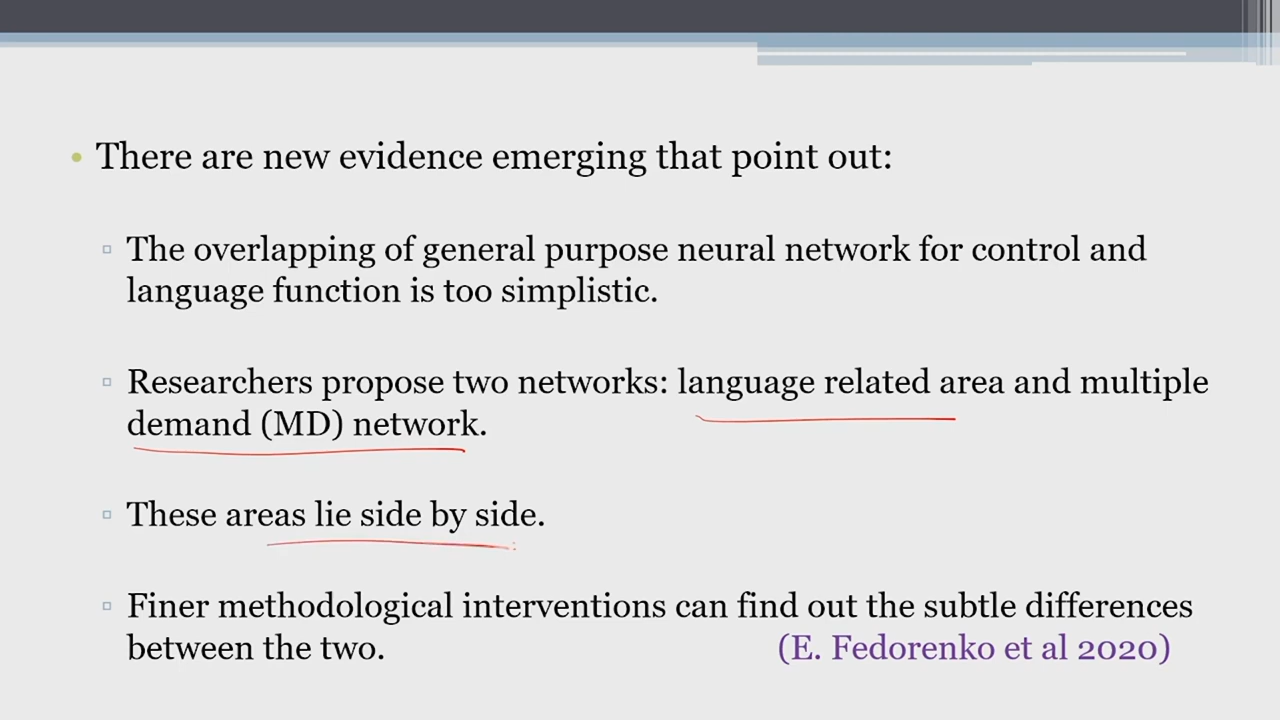 • There are new evidence emerging that point out:
▫ The overlapping of general purpose neural network for control and
language function is too simplistic.
▫ Researchers propose two networks: language related area and multiple
demand (MD) network.
▫ These areas lie side by side.
▫ Finer methodological interventions can find out the subtle differences
between the two. (E. Fedorenko et al 2020)